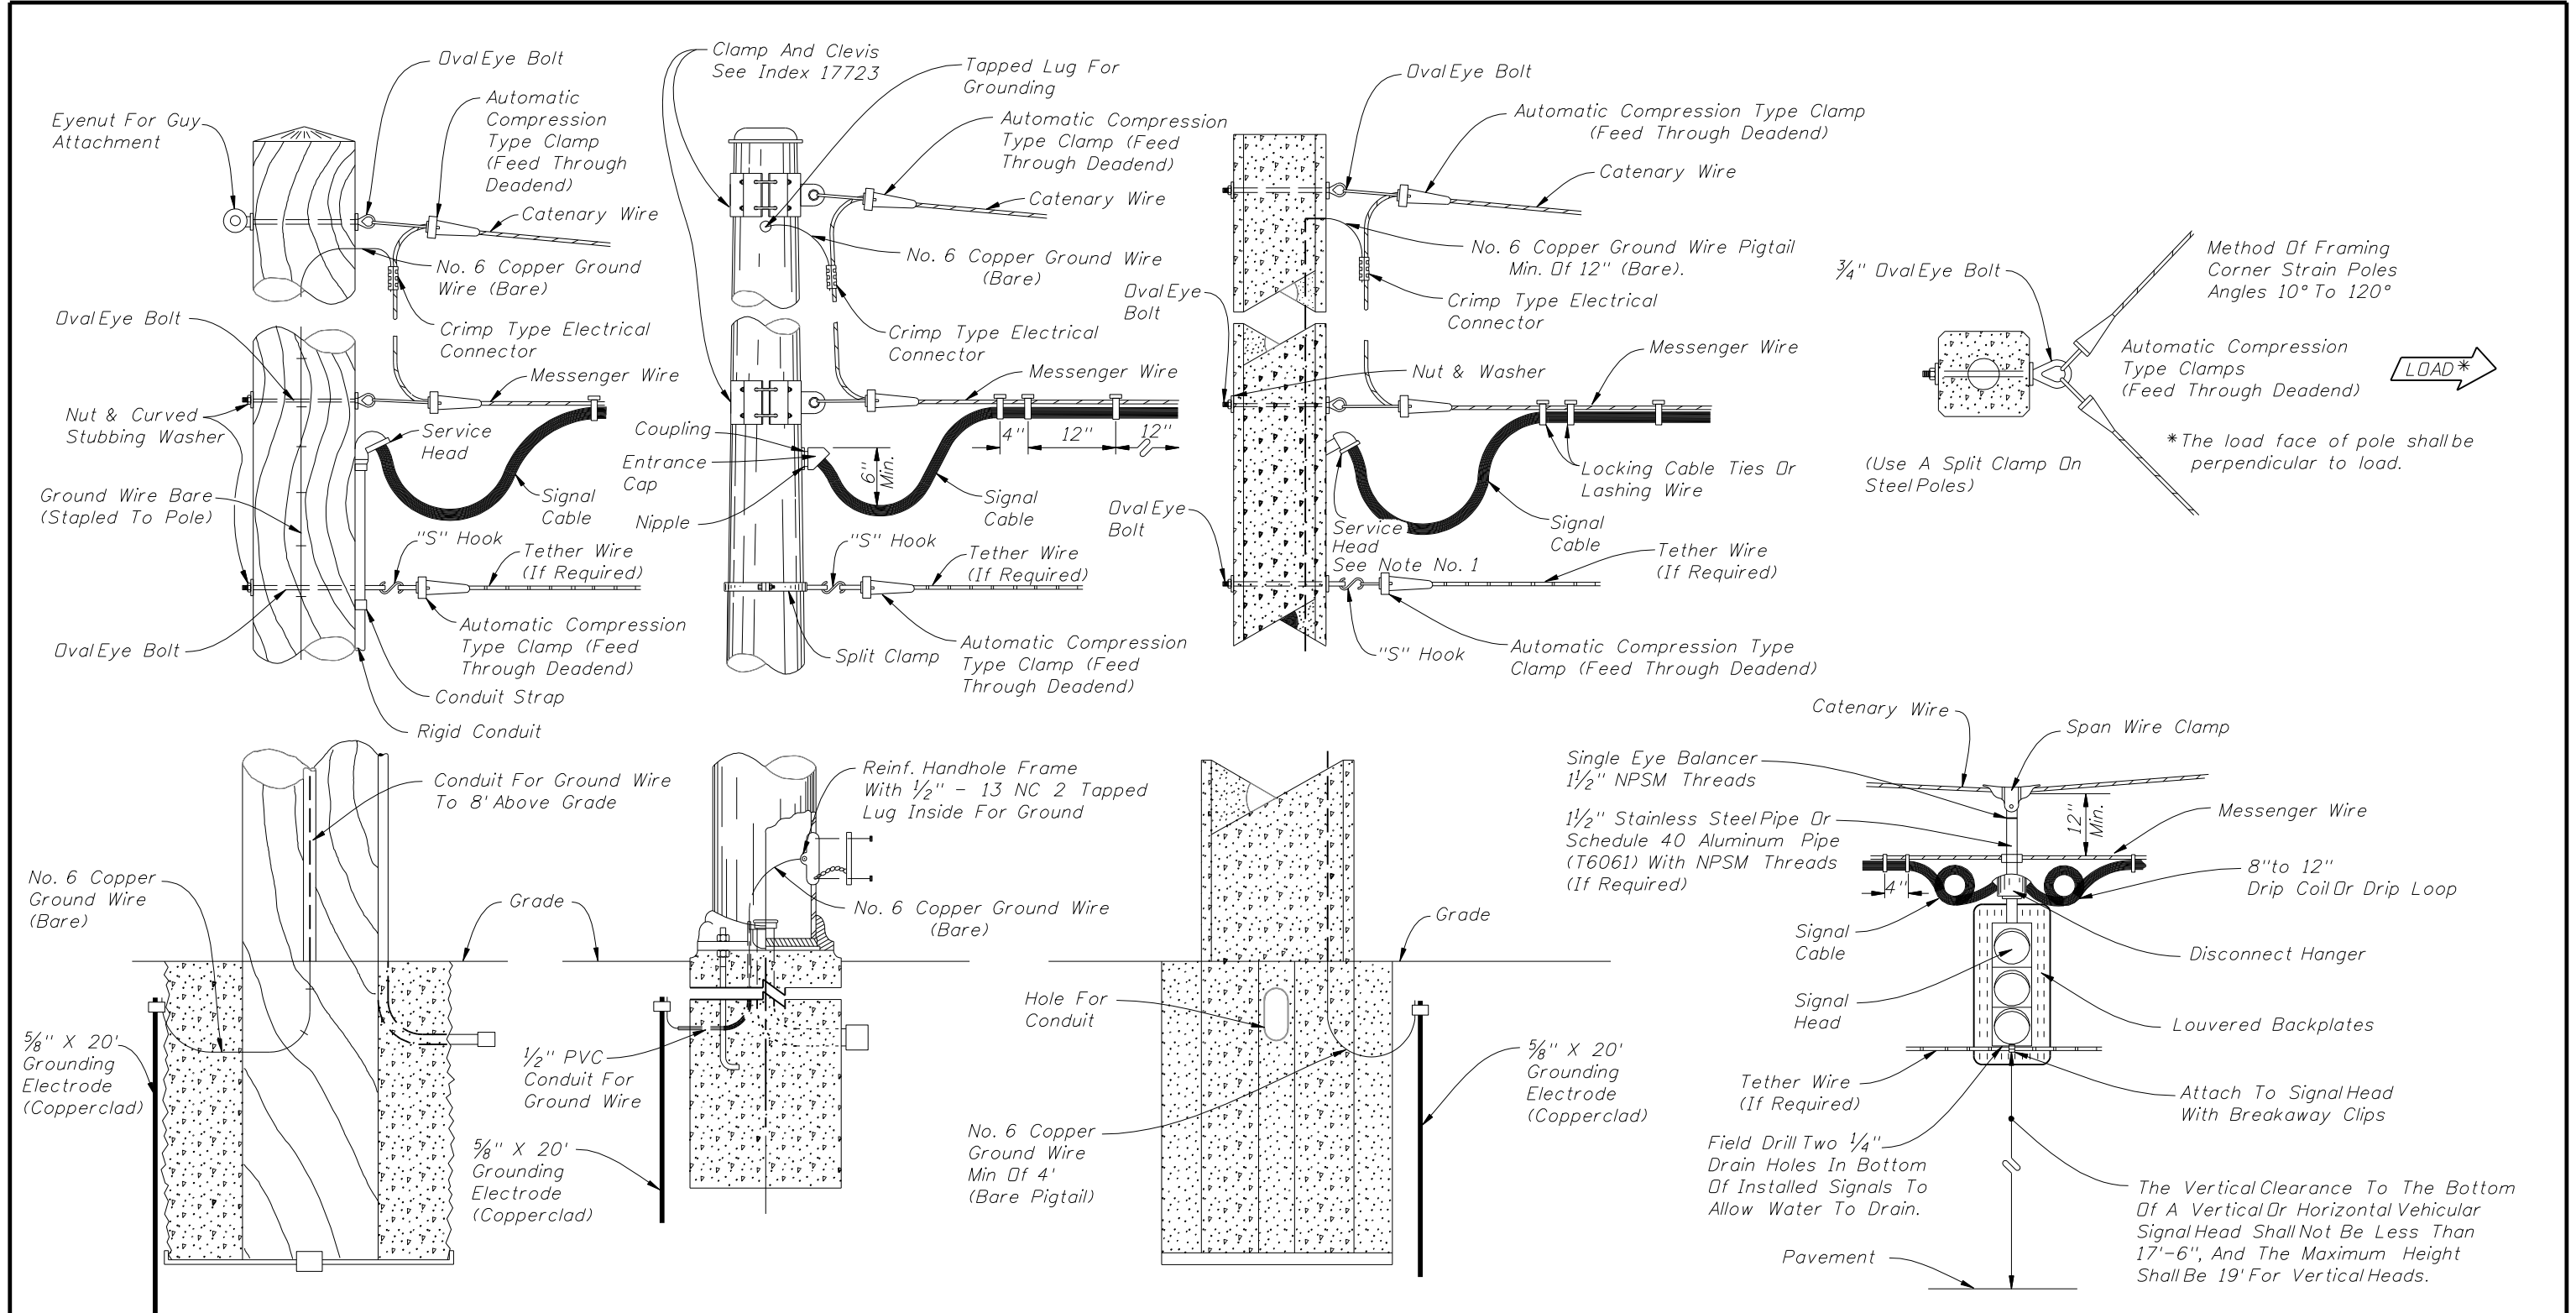 Oval Eye Bolt
Eyenut For Guy
Attachment
Automatic
Compression
Type Clamp
(Feed Through
Deadend)
Catenary Wire
No. 6 Copper Ground
Wire (Bare)
Oval Eye Bolt
Crimp Type Electrical
Connector
Messenger Wire
Nut & Curved
Stubbing Washer
Service
Head
Ground Wire Bare
(Stapled To Pole)
Signal
Cable
"S" Hook
Tether Wire
(If Required)
Oval Eye Bolt
Automatic Compression
Type Clamp (Feed
Through Deadend)
Conduit Strap
Rigid Conduit
Clamp And Clevis
See Index 17723
Tapped Lug For
Grounding
Automatic Compression
Type Clamp (Feed
Through Deadend)
Catenary Wire
No. 6 Copper Ground Wire
(Bare)
Crimp Type Electrical
Connector
Messenger Wire
Coupling
4"
12"
12"
Entrance
Cap
6"
Min.
Nipple
Signal
Cable
"S" Hook
Tether Wire
(If Required)
Split Clamp
Automatic Compression
Type Clamp (Feed
Through Deadend)
Oval Eye Bolt
Automatic Compression Type Clamp
(Feed Through Deadend)
Catenary Wire
No. 6 Copper Ground Wire Pigtail
Min. Of 12" (Bare).
Oval Eye
Bolt
Crimp Type Electrical
Connector
Messenger Wire
Nut & Washer
Locking Cable Ties Or
Lashing Wire
Oval Eye
Bolt
Service
Head
See Note No. 1
Signal
Cable
Tether Wire
(If Required)
"S" Hook
Automatic Compression Type
Clamp (Feed Through Deadend)
3/4" Oval Eye Bolt
Method Of Framing
Corner Strain Poles
Angles 10° To 120°
Automatic Compression
Type Clamps
(Feed Through Deadend)
LOAD *
(Use A Split Clamp On
Steel Poles)
* The load face of pole shall be
perpendicular to load.
Conduit For Ground Wire
To 8' Above Grade
No. 6 Copper
Ground Wire
(Bare)
Grade
5/8" X 20'
Grounding
Electrode
(Copperclad)
Reinf. Handhole Frame
With 1/2" - 13 NC 2 Tapped
Lug Inside For Ground
No. 6 Copper Ground Wire
(Bare)
1/2" PVC
Conduit For
Ground Wire
5/8" X 20'
Grounding
Electrode
(Copperclad)
Grade
Hole For
Conduit
5/8" X 20'
Grounding
Electrode
(Copperclad)
No. 6 Copper
Ground Wire
Min Of 4'
(Bare Pigtail)
Catenary Wire
Span Wire Clamp
Single Eye Balancer
1 1/2" NPSM Threads
1 1/2" Stainless Steel Pipe Or
Schedule 40 Aluminum Pipe
(T6061) With NPSM Threads
(If Required)
12"
Min.
Messenger Wire
4"
8" to 12"
Drip Coil Or Drip Loop
Signal
Cable
Disconnect Hanger
Signal
Head
Louvered Backplates
Tether Wire
(If Required)
Attach To Signal Head
With Breakaway Clips
Field Drill Two 1/4"
Drain Holes In Bottom
Of Installed Signals To
Allow Water To Drain.
The Vertical Clearance To The Bottom
Of A Vertical Or Horizontal Vehicular
Signal Head Shall Not Be Less Than
17'-6", And The Maximum Height
Shall Be 19' For Vertical Heads.
Pavement